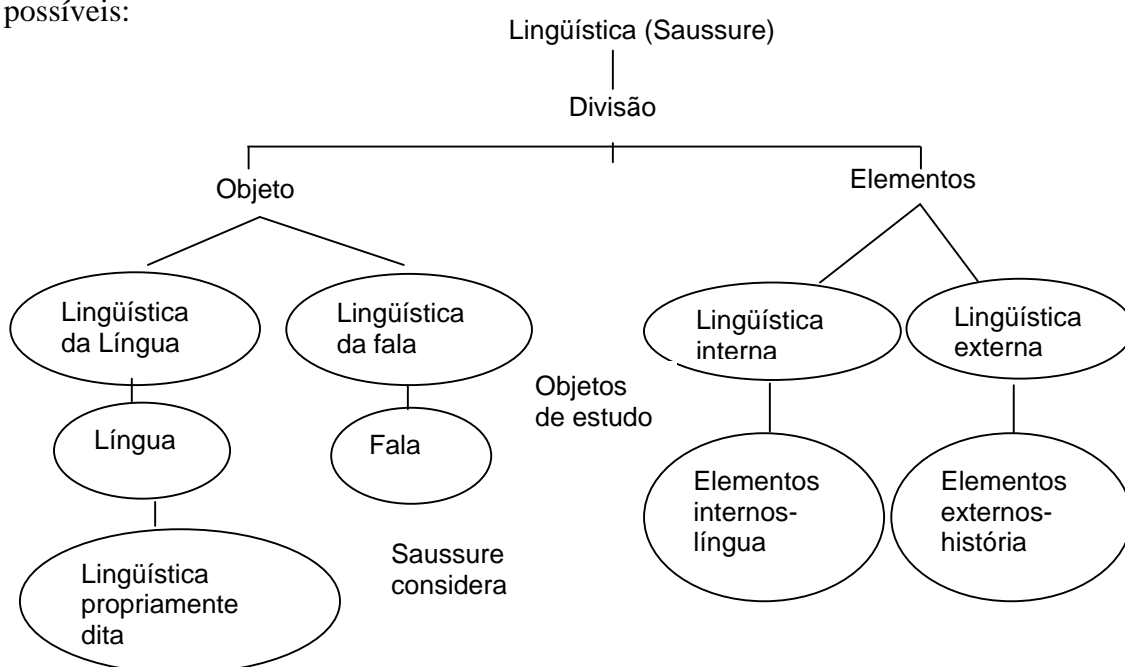 possíveis:
Lingüística (Saussure)
Divisão
Objeto
Elementos
Lingüística
da Língua
Lingüística
da fala
Lingüística
interna
Lingüística
externa
Objetos
de estudo
Língua
Fala
Elementos
internos-
língua
Elementos
externos-
história
Saussure
considera
Lingüística
propriamente
dita